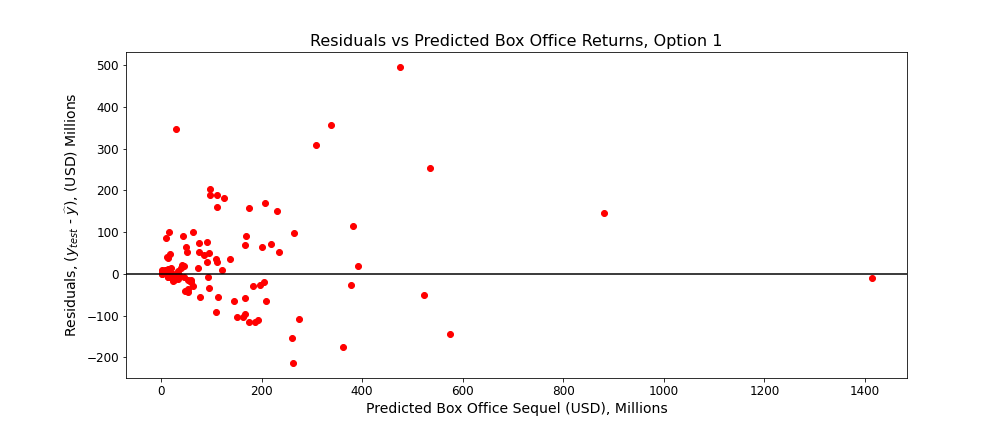 Residuals vs Predicted Box Office Returns, Option 1
Residuals, (y_test - ŷ), (USD) Millions
500
400
300
200
100
0
−100
−200
0 200 400 600 800 1000 1200 1400
Predicted Box Office Sequel (USD), Millions